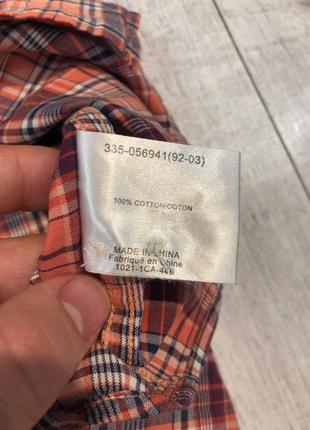 335-056941(92-03)
100% COTTON/COTON
MADE IN CHINA
Fabriqué en Chine